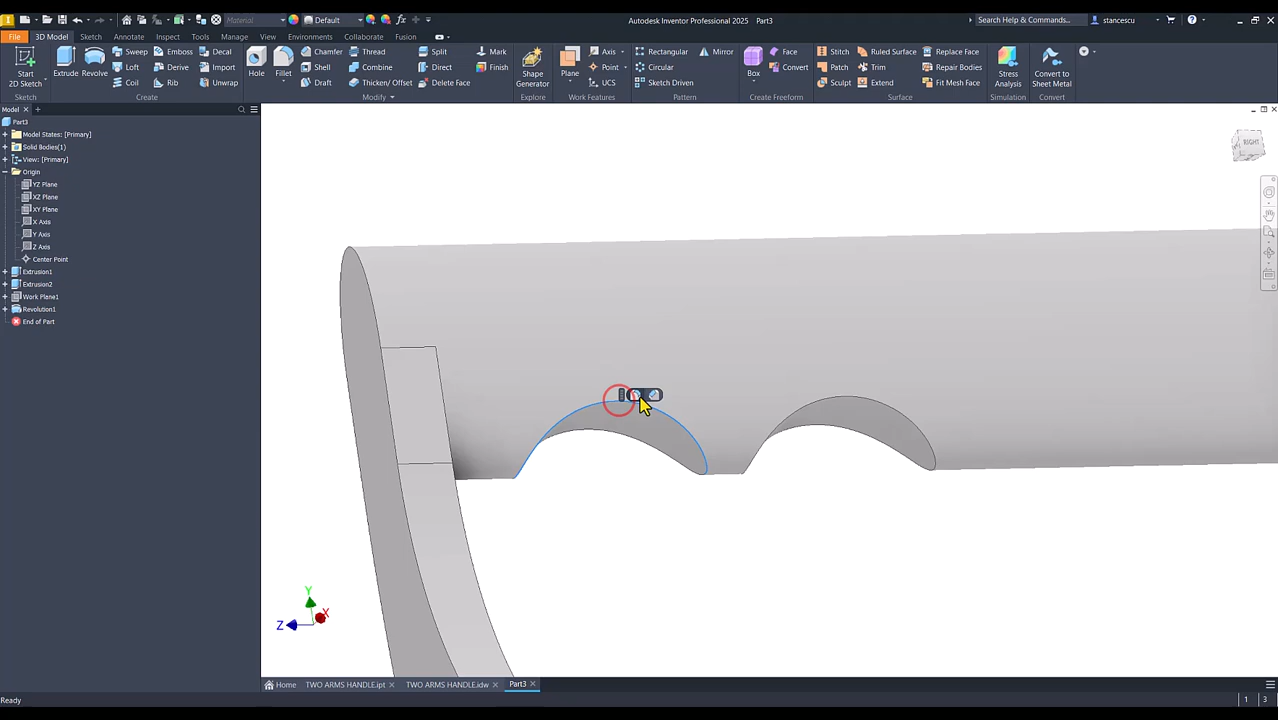 Material
Default
fx
Autodesk Inventor Professional 2025 Part3
Search Help & Commands...
stancescu
File
3D Model
Sketch
Annotate
Inspect
Tools
Manage
View
Environments
Collaborate
Fusion
Start
2D Sketch
Sketch
Extrude
Revolve
Sweep
Loft
Coil
Emboss
Derive
Rib
Decal
Import
Unwrap
Create
Hole
Fillet
Chamfer
Shell
Draft
Thread
Combine
Thicken/ Offset
Split
Direct
Delete Face
Modify
Mark
Finish
Shape
Generator
Explore
Plane
Axis
Point
UCS
Work Features
Rectangular
Circular
Sketch Driven
Mirror
Pattern
Box
Face
Convert
Create Freeform
Stitch
Patch
Sculpt
Ruled Surface
Trim
Extend
Replace Face
Repair Bodies
Fit Mesh Face
Surface
Stress
Analysis
Simulation
Convert to
Sheet Metal
Convert
Model
Part3
Model States: [Primary]
Solid Bodies(1)
View: [Primary]
Origin
YZ Plane
XZ Plane
XY Plane
X Axis
Y Axis
Z Axis
Center Point
Extrusion1
Extrusion2
Work Plane1
Revolution1
End of Part
RIGHT
Y
X
Z
Home
TWO ARMS HANDLE.ipt
TWO ARMS HANDLE.idw
Part3
Ready
1
3